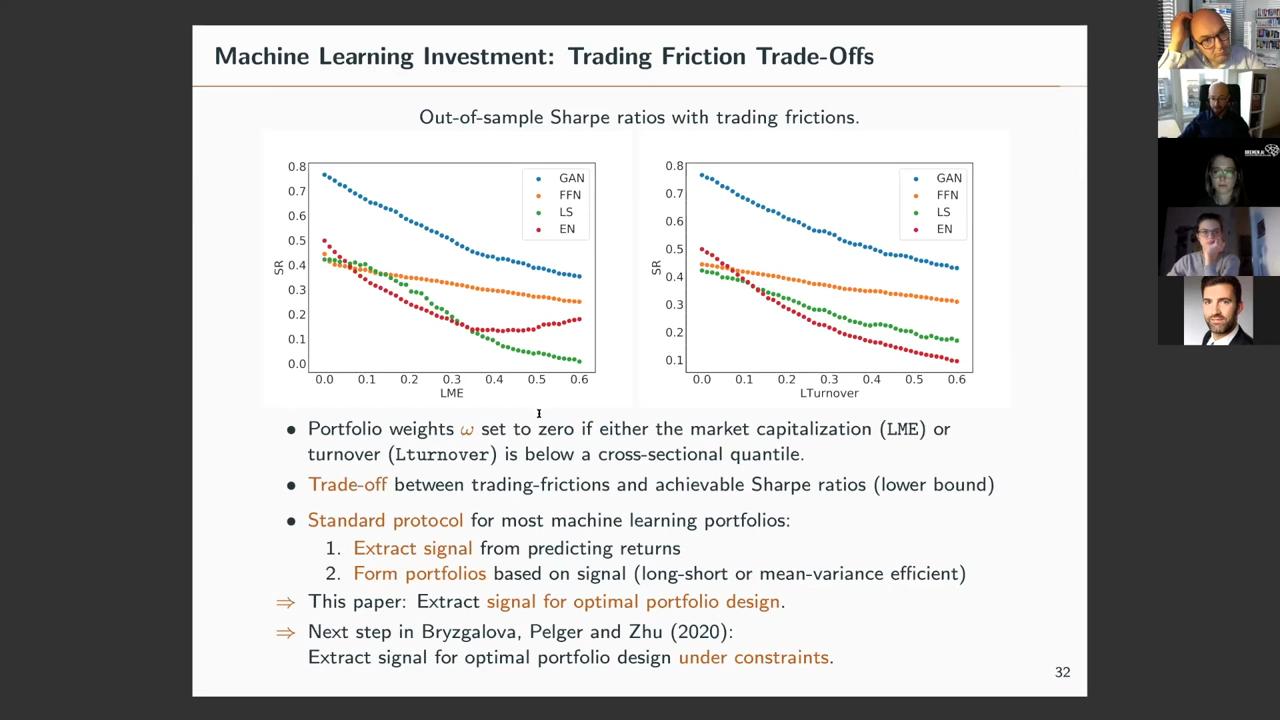 Machine Learning Investment: Trading Friction Trade-Offs
Out-of-sample Sharpe ratios with trading frictions.
0.8
0.7
0.6
0.5
0.4
0.3
0.2
0.1
0.0
SR
GAN
FFN
LS
EN
0.0 0.1 0.2 0.3 0.4 0.5 0.6
LME
0.8
0.7
0.6
0.5
0.4
0.3
0.2
0.1
SR
GAN
FFN
LS
EN
0.0 0.1 0.2 0.3 0.4 0.5 0.6
LTurnover
• Portfolio weights ω set to zero if either the market capitalization (LME) or
turnover (Lturnover) is below a cross-sectional quantile.
• Trade-off between trading-frictions and achievable Sharpe ratios (lower bound)
• Standard protocol for most machine learning portfolios:
1. Extract signal from predicting returns
2. Form portfolios based on signal (long-short or mean-variance efficient)
⇒ This paper: Extract signal for optimal portfolio design.
⇒ Next step in Bryzgalova, Pelger and Zhu (2020):
Extract signal for optimal portfolio design under constraints.
32
BREMEN.AI